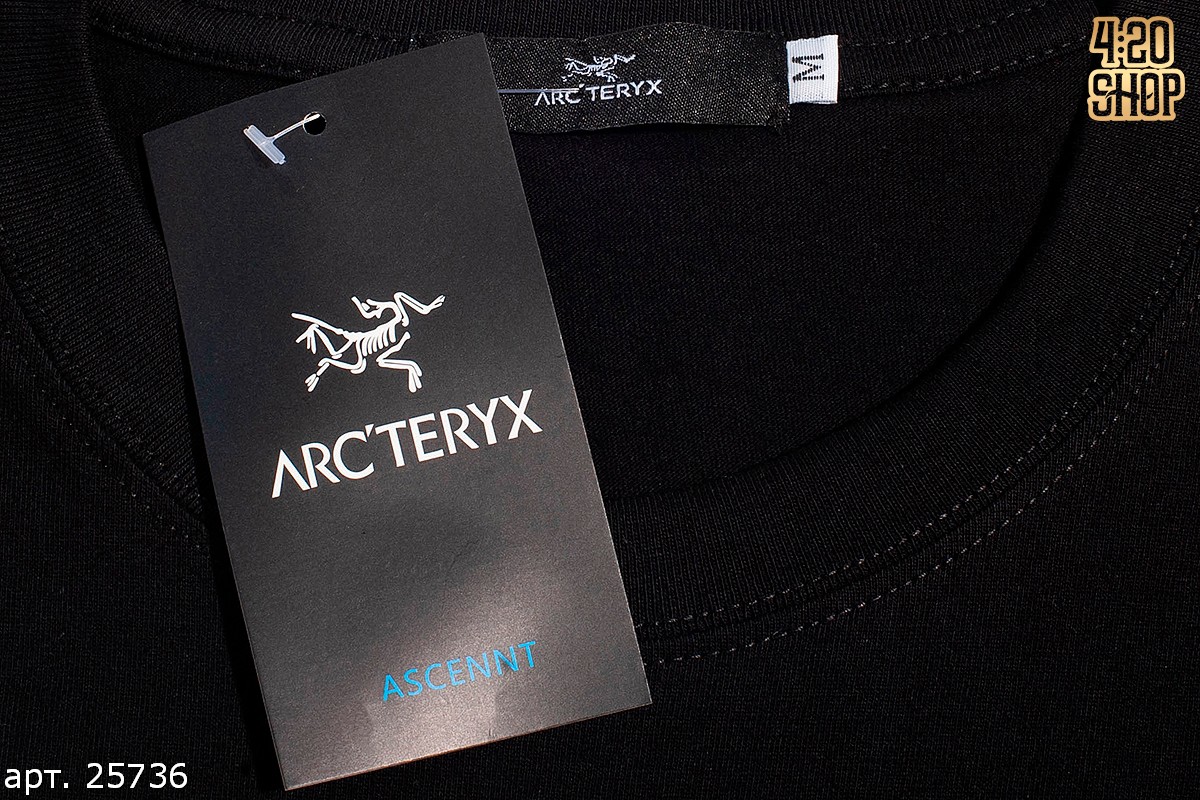 4:20
SHOP
ARC'TERYX
M
ARC'TERYX
ASCENNT
арт. 25736